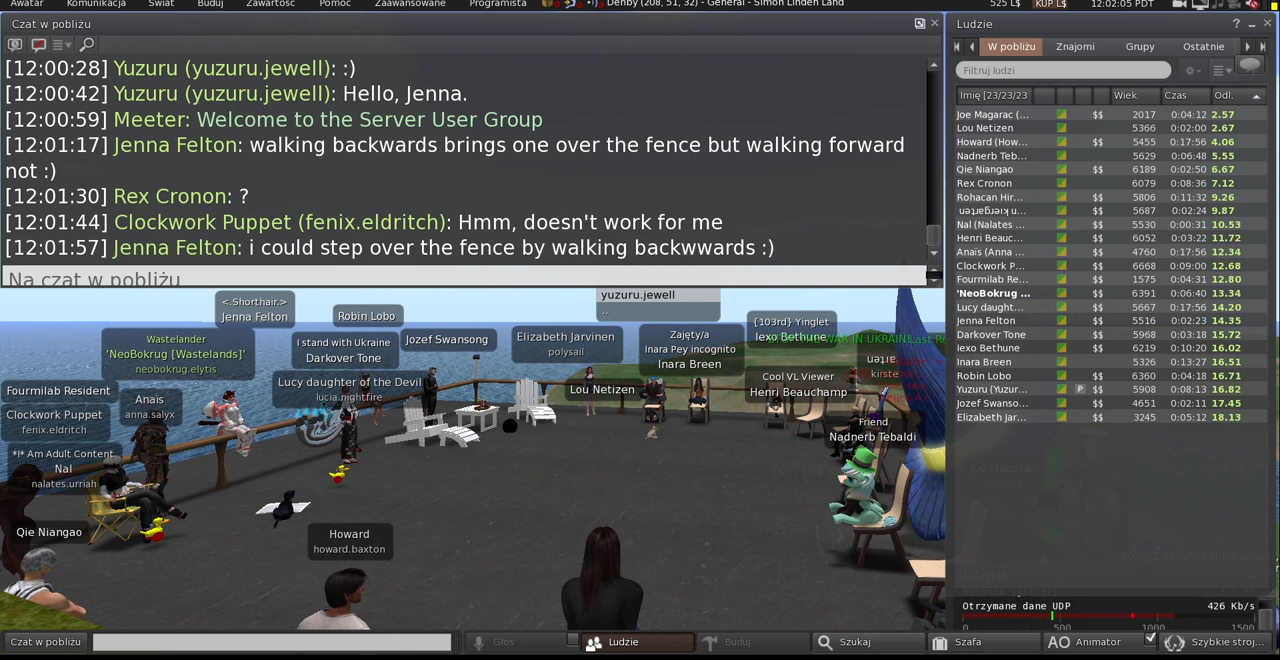 Awatar Komunikacja Świat Buduj Zawartość Pomoc Zaawansowane Programista Denby (208, 51, 32) - General - Simon Linden Land 525 L$ KUP L$ 12:02:05 PDT
Czat w pobliżu
[12:00:28] Yuzuru (yuzuru.jewell): :)
[12:00:42] Yuzuru (yuzuru.jewell): Hello, Jenna.
[12:00:59] Meeter: Welcome to the Server User Group
[12:01:17] Jenna Felton: walking backwards brings one over the fence but walking forward
not :)
[12:01:30] Rex Cronon: ?
[12:01:44] Clockwork Puppet (fenix.eldritch): Hmm, doesn't work for me
[12:01:57] Jenna Felton: i could step over the fence by walking backwwards :)
Na czat w pobliżu
yuzuru.jewell
..
<.Shorthair.>
Jenna Felton
Robin Lobo
Wastelander
'NeoBokrug [Wastelands]'
neobokrug.elytis
I stand with Ukraine
Darkover Tone
Jozef Swansong
Elizabeth Jarvinen
polysail
Zajęty/a
Inara Pey incognito
Inara Breen
{103rd} Yinglet
Iexo Bethune
WAR IN UKRAINE
Last
Lucy daughter of the Devil
lucia.nightfire
Lou Netizen
Cool VL Viewer
Henri Beauchamp
Fourmilab Resident
Anaïs
anna.salyx
Clockwork Puppet
fenix.eldritch
Friend
Nadnerb Tebaldi
*I* Am Adult Content
Nal
nalates.urriah
Qie Niangao
Howard
howard.baxton
Ludzie
? _ ×
W pobliżu Znajomi Grupy Ostatnie
Filtruj ludzi
Imię [23/23/23 Wiek Czas Odl.
Joe Magarac (... $$ 2017 0:04:12 2.57
Lou Netizen 5366 0:02:00 2.67
Howard (How... $$ 5455 0:17:56 4.06
Nadnerb Teb... 5629 0:06:48 5.55
Qie Niangao $$ 6189 0:02:50 6.67
Rex Cronon 6079 0:08:36 7.12
Rohacan Hir... $$ 5806 0:11:32 9.26
$$ 5687 0:02:24 9.87
Nal (Nalates ... $$ 5530 0:00:31 10.53
Henri Beauc... $$ 6052 0:03:22 11.72
Anaïs (Anna ... $$ 4760 0:17:56 12.34
Clockwork P... $$ 6668 0:09:00 12.68
Fourmilab Re... $$ 1575 0:04:31 12.80
'NeoBokrug ... $$ 6391 0:06:40 13.34
Lucy daught... $$ 5667 0:17:56 14.20
Jenna Felton $$ 5516 0:02:23 14.35
Darkover Tone $$ 5968 0:03:18 15.72
Iexo Bethune $$ 6219 0:10:20 16.02
Inara Breen 5326 0:13:27 16.51
Robin Lobo $$ 6360 0:04:18 16.71
Yuzuru (Yuzur... P $$ 5908 0:08:13 16.82
Jozef Swanso... $$ 4651 0:02:11 17.45
Elizabeth Jar... $$ 3245 0:05:12 18.13
Otrzymane dane UDP 426 Kb/s
0 500 1000 1500
Czat w pobliżu Głos Ludzie Buduj Szukaj Szafa AO Animator Szybkie stroj...